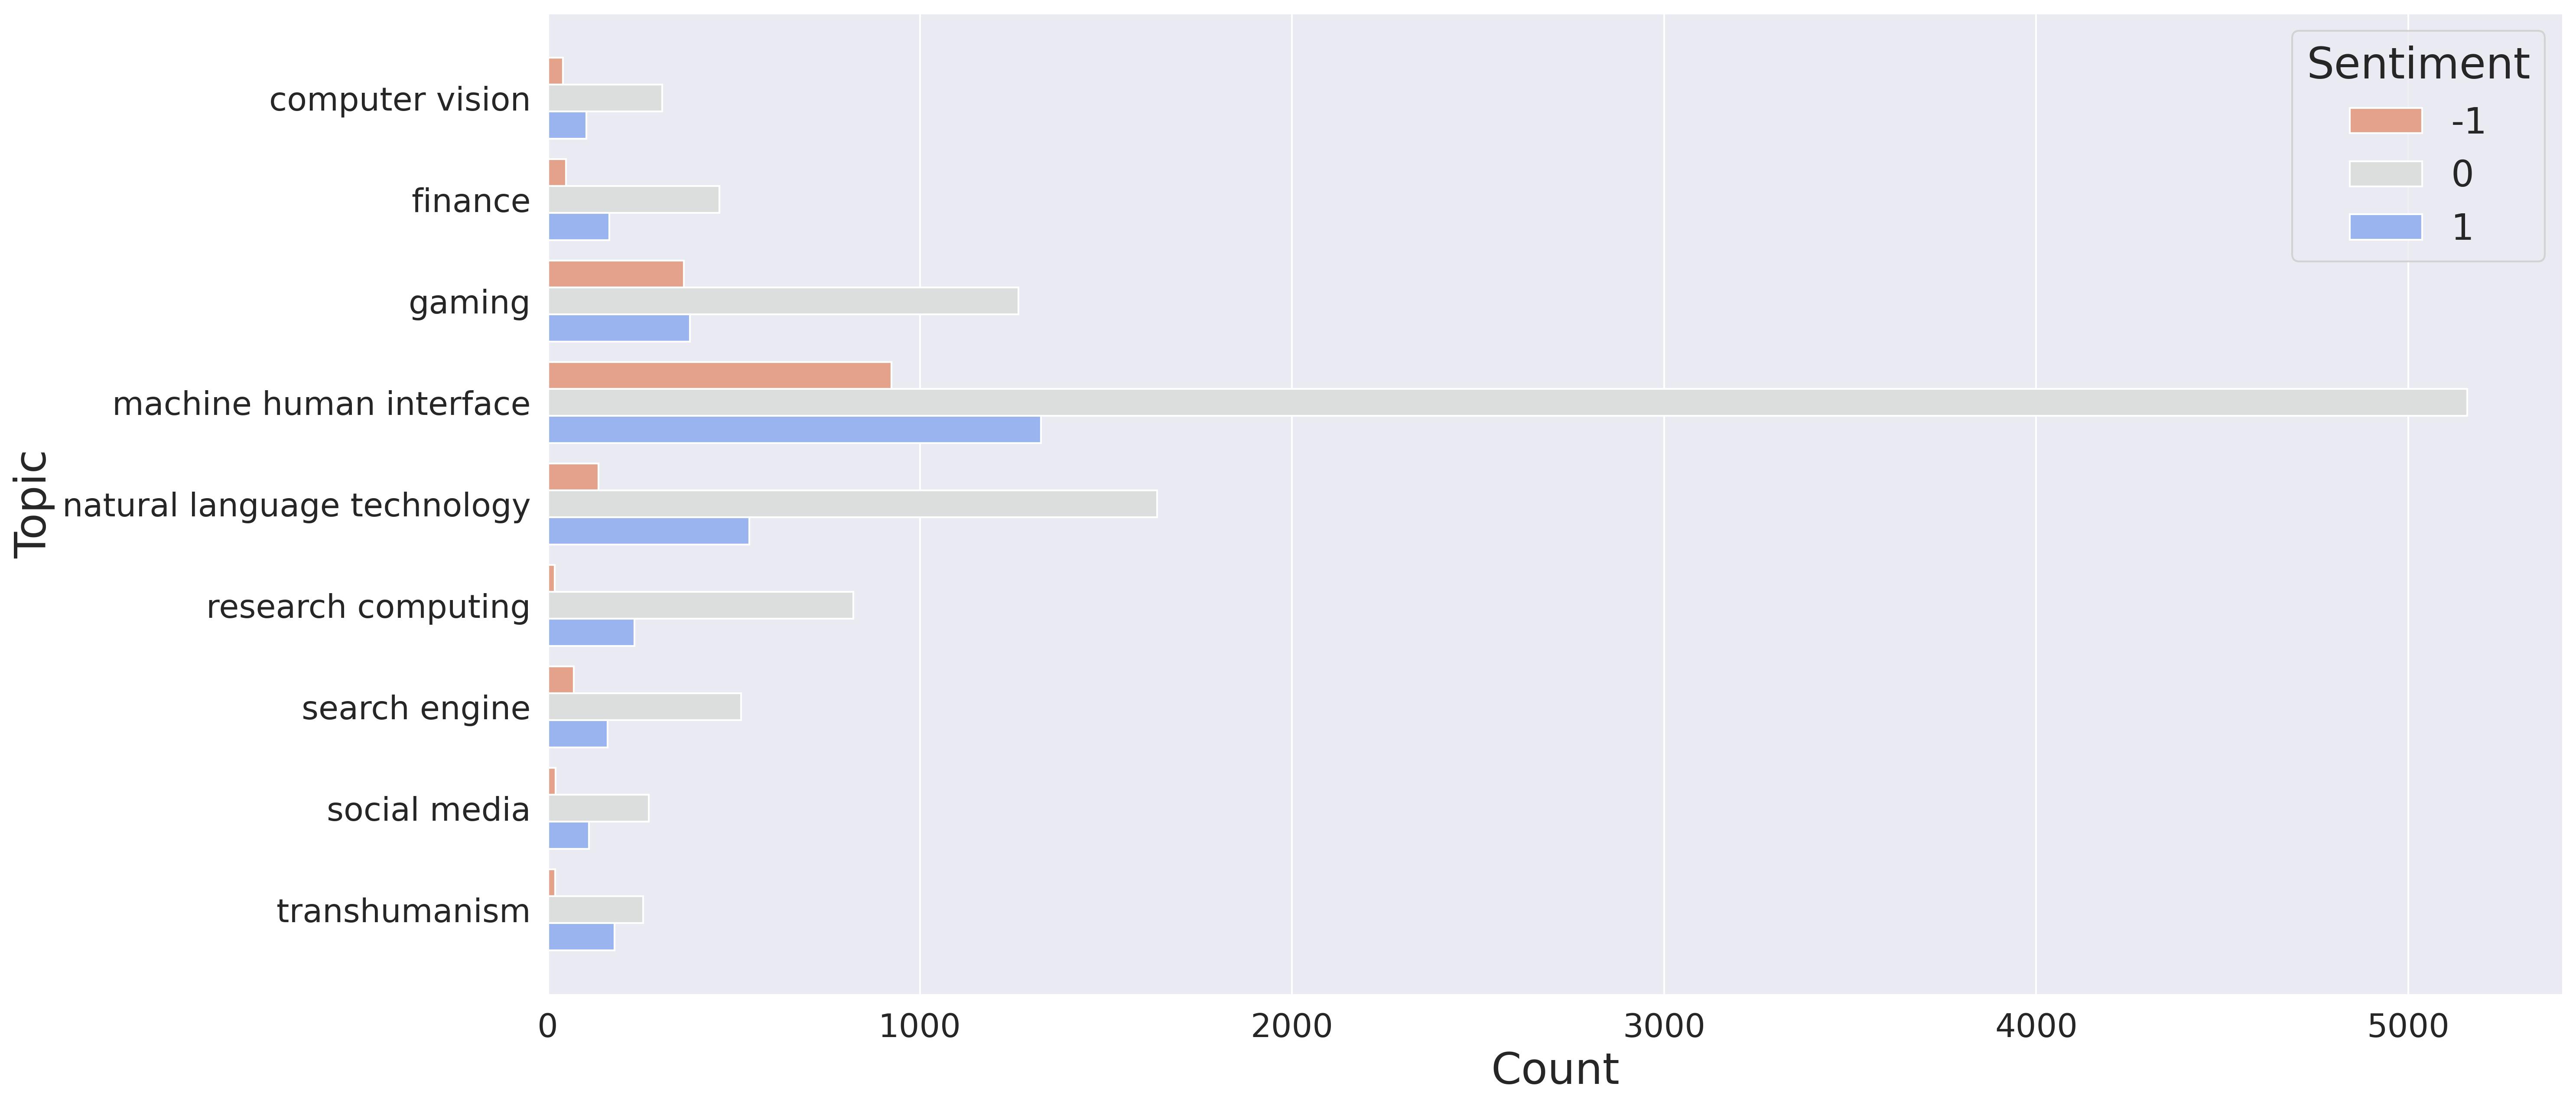 Sentiment
-1
0
1
computer vision
finance
gaming
machine human interface
natural language technology
research computing
search engine
social media
transhumanism
Topic
0 1000 2000 3000 4000 5000
Count